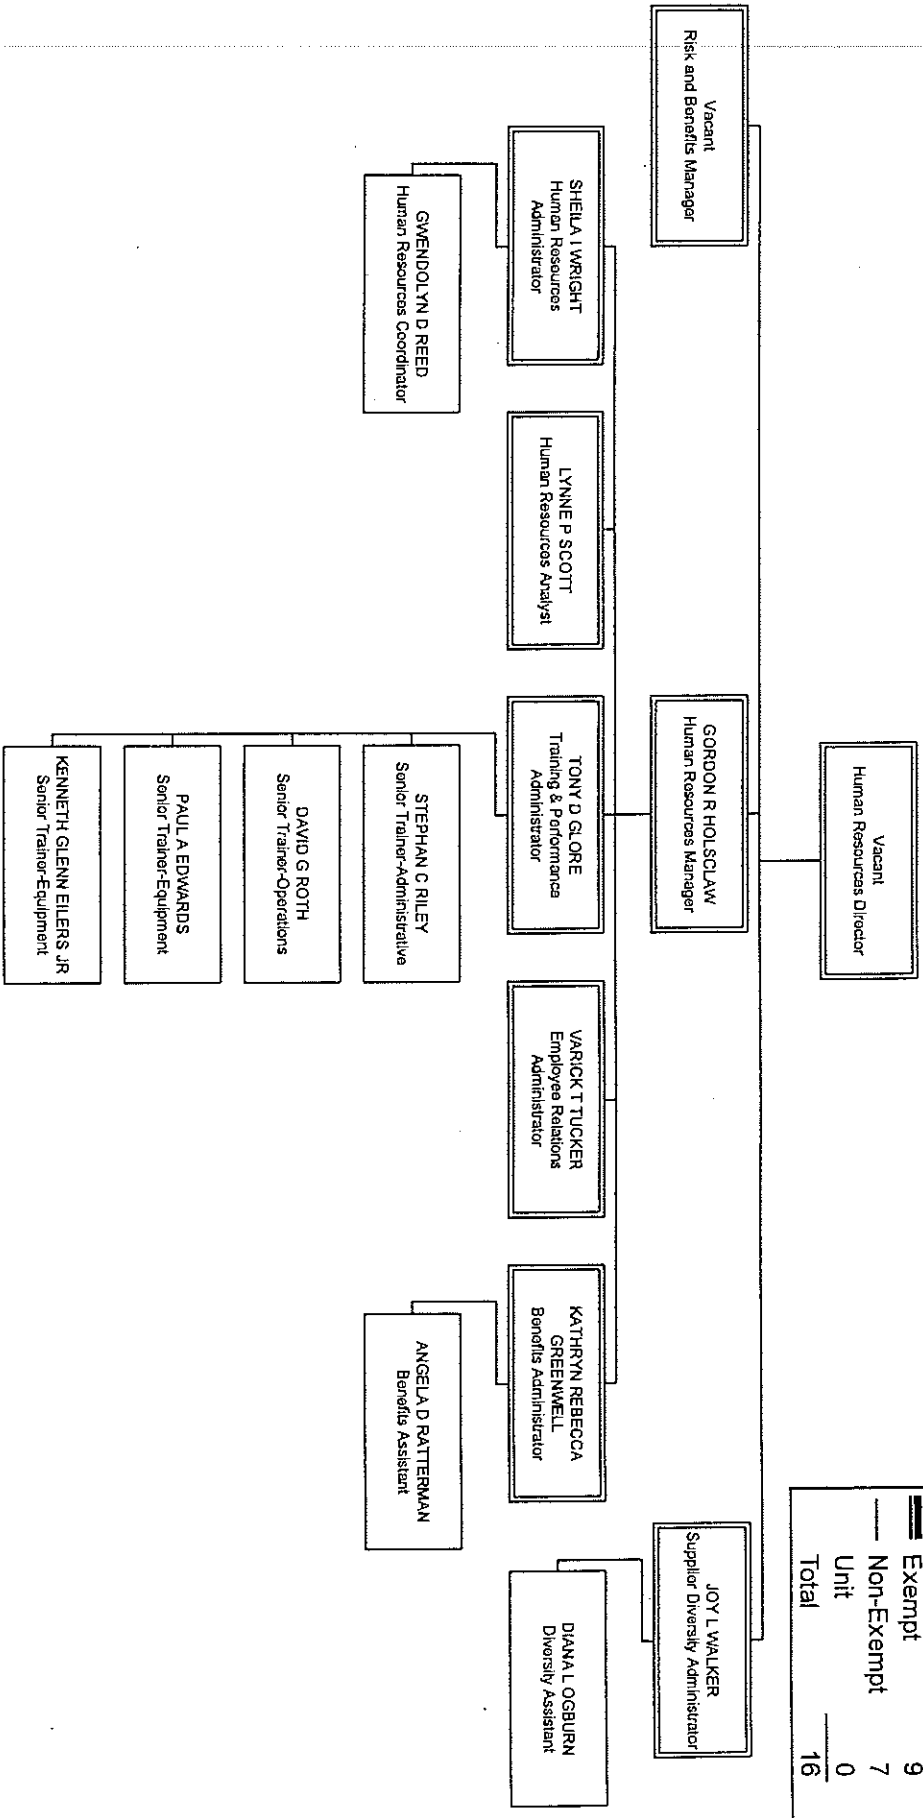 Exempt 9
Non-Exempt 7
Unit 0
Total 16
Vacant
Human Resources Director
Vacant
Risk and Benefits Manager
GORDON R HOLSCLAW
Human Resources Manager
JOY L WALKER
Supplier Diversity Administrator
SHEILA I WRIGHT
Human Resources
Administrator
LYNNE P SCOTT
Human Resources Analyst
TONY D GLORE
Training & Performance
Administrator
VARICK T TUCKER
Employee Relations
Administrator
KATHRYN REBECCA
GREENWELL
Benefits Administrator
DIANA L OGBURN
Diversity Assistant
GWENDOLYN D REED
Human Resources Coordinator
STEPHAN C RILEY
Senior Trainer-Administrative
ANGELA D RATTERMAN
Benefits Assistant
DAVID G ROTH
Senior Trainer-Operations
PAUL A EDWARDS
Senior Trainer-Equipment
KENNETH GLENN EILERS JR
Senior Trainer-Equipment